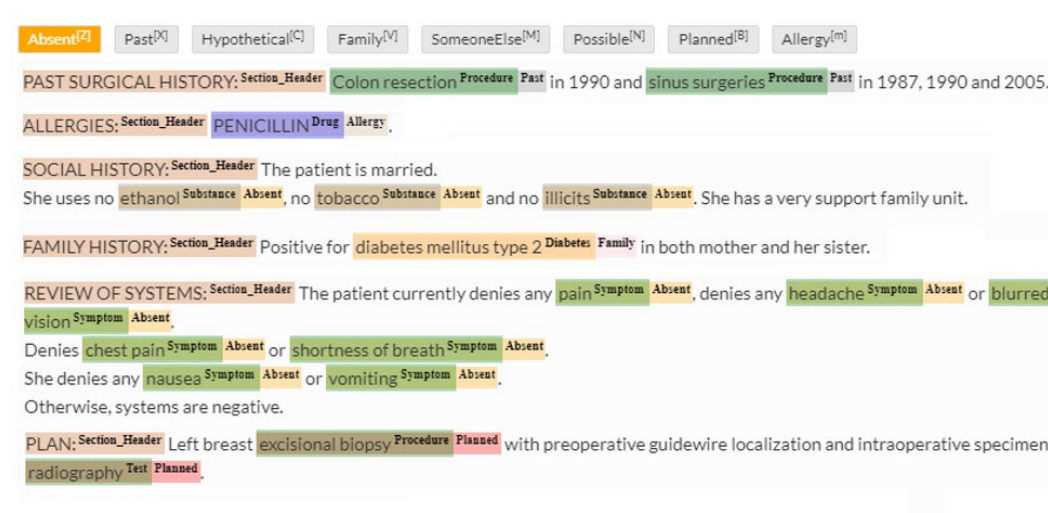 Absent[Z] Past[X] Hypothetical[C] Family[V] SomeoneElse[M] Possible[N] Planned[B] Allergy[m]
PAST SURGICAL HISTORY: Section_Header Colon resection Procedure Past in 1990 and sinus surgeries Procedure Past in 1987, 1990 and 2005.
ALLERGIES: Section_Header PENICILLIN Drug Allergy .
SOCIAL HISTORY: Section_Header The patient is married.
She uses no ethanol Substance Absent, no tobacco Substance Absent and no illicits Substance Absent. She has a very support family unit.
FAMILY HISTORY: Section_Header Positive for diabetes mellitus type 2 Diabetes Family in both mother and her sister.
REVIEW OF SYSTEMS: Section_Header The patient currently denies any pain Symptom Absent, denies any headache Symptom Absent or blurred
vision Symptom Absent.
Denies chest pain Symptom Absent or shortness of breath Symptom Absent.
She denies any nausea Symptom Absent or vomiting Symptom Absent.
Otherwise, systems are negative.
PLAN: Section_Header Left breast excisional biopsy Procedure Planned with preoperative guidewire localization and intraoperative specimen
radiography Test Planned.